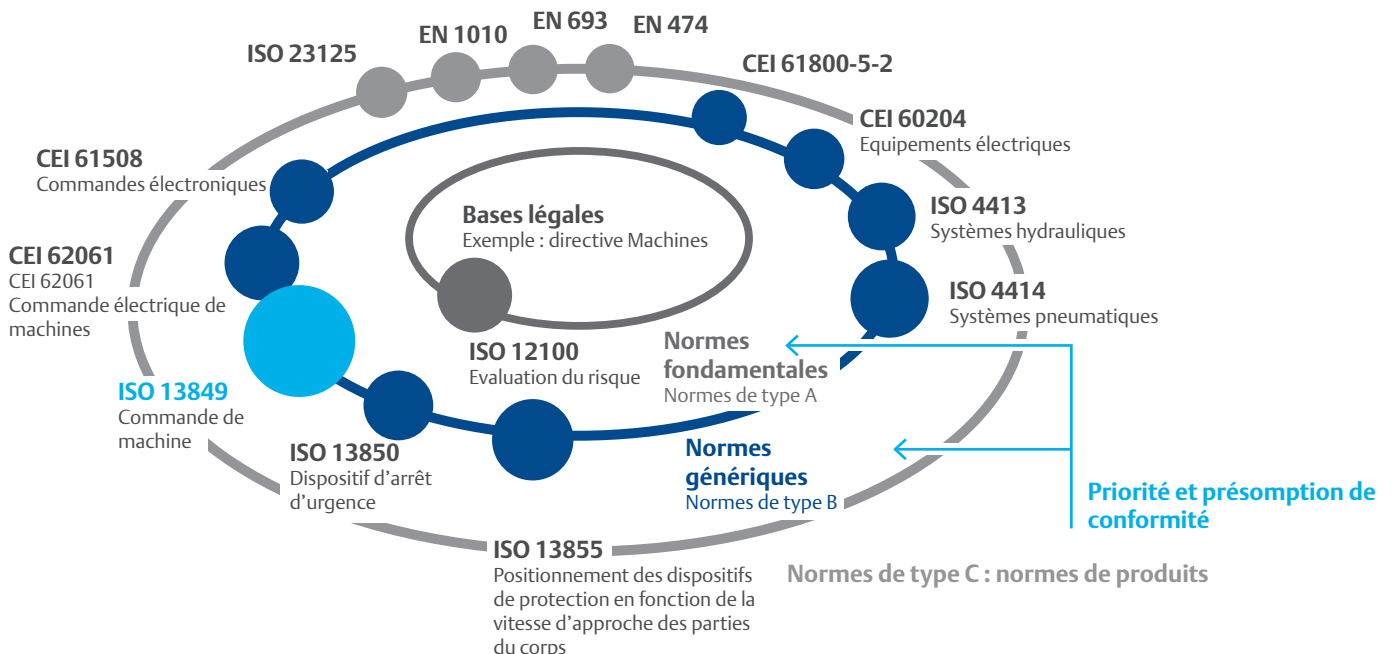 ISO 23125
EN 1010
EN 693
EN 474
CEI 61800-5-2
CEI 60204
Equipements électriques
CEI 61508
Commandes électroniques
Bases légales
Exemple : directive Machines
ISO 4413
Systèmes hydrauliques
CEI 62061
CEI 62061
Commande électrique de
machines
ISO 4414
Systèmes pneumatiques
ISO 12100
Evaluation du risque
Normes
fondamentales
Normes de type A
ISO 13849
Commande de
machine
ISO 13850
Dispositif d’arrêt
d’urgence
Normes
génériques
Normes de type B
Priorité et présomption de
conformité
ISO 13855
Positionnement des dispositifs
de protection en fonction de la
vitesse d’approche des parties
du corps
Normes de type C : normes de produits